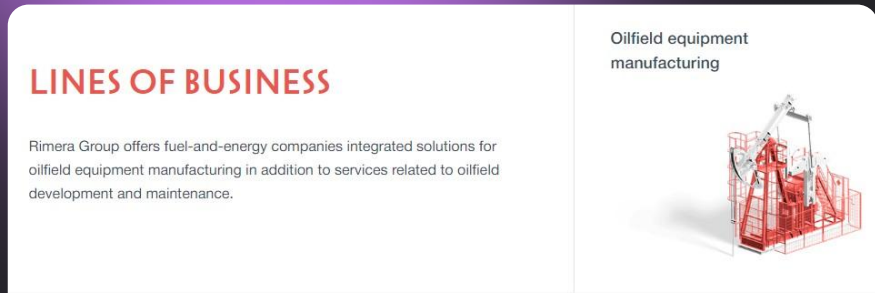 LINES OF BUSINESS
Rimera Group offers fuel-and-energy companies integrated solutions for
oilfield equipment manufacturing in addition to services related to oilfield
development and maintenance.
Oilfield equipment
manufacturing